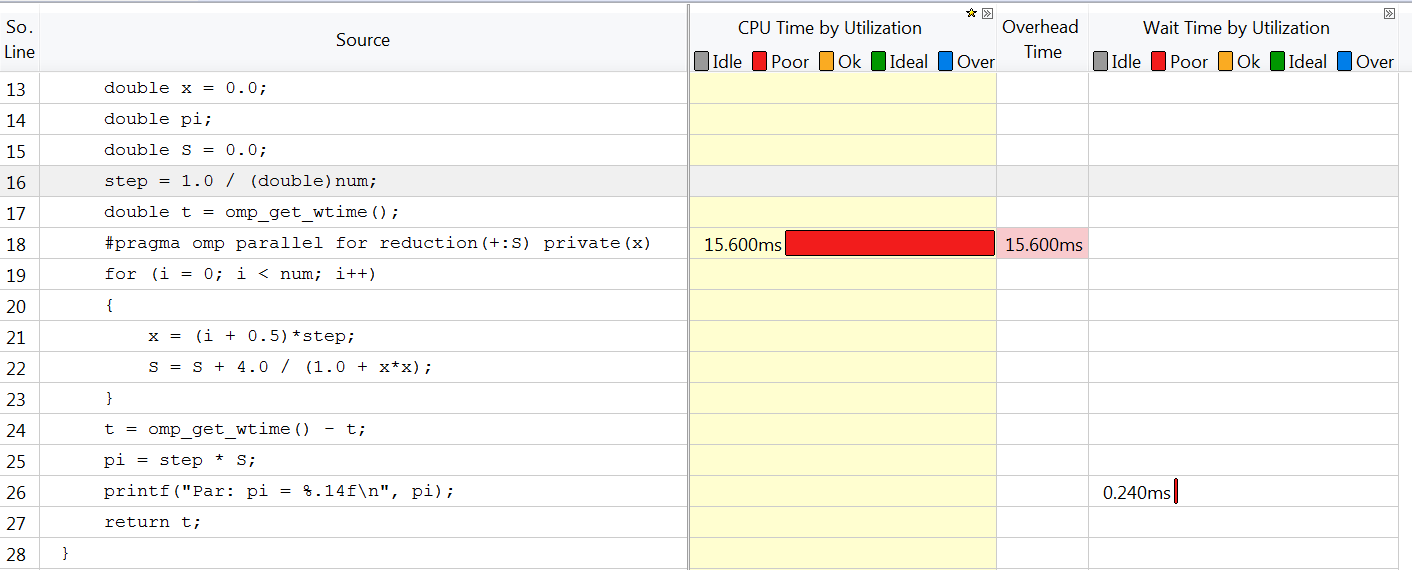 So. Line Source CPU Time by Utilization Overhead Time Wait Time by Utilization
Idle Poor Ok Ideal Over Idle Poor Ok Ideal Over
13 double x = 0.0;
14 double pi;
15 double S = 0.0;
16 step = 1.0 / (double)num;
17 double t = omp_get_wtime();
18 #pragma omp parallel for reduction(+:S) private(x) 15.600ms 15.600ms
19 for (i = 0; i < num; i++)
20 {
21 x = (i + 0.5)*step;
22 S = S + 4.0 / (1.0 + x*x);
23 }
24 t = omp_get_wtime() - t;
25 pi = step * S;
26 printf("Par: pi = %.14f\n", pi); 0.240ms
27 return t;
28 }